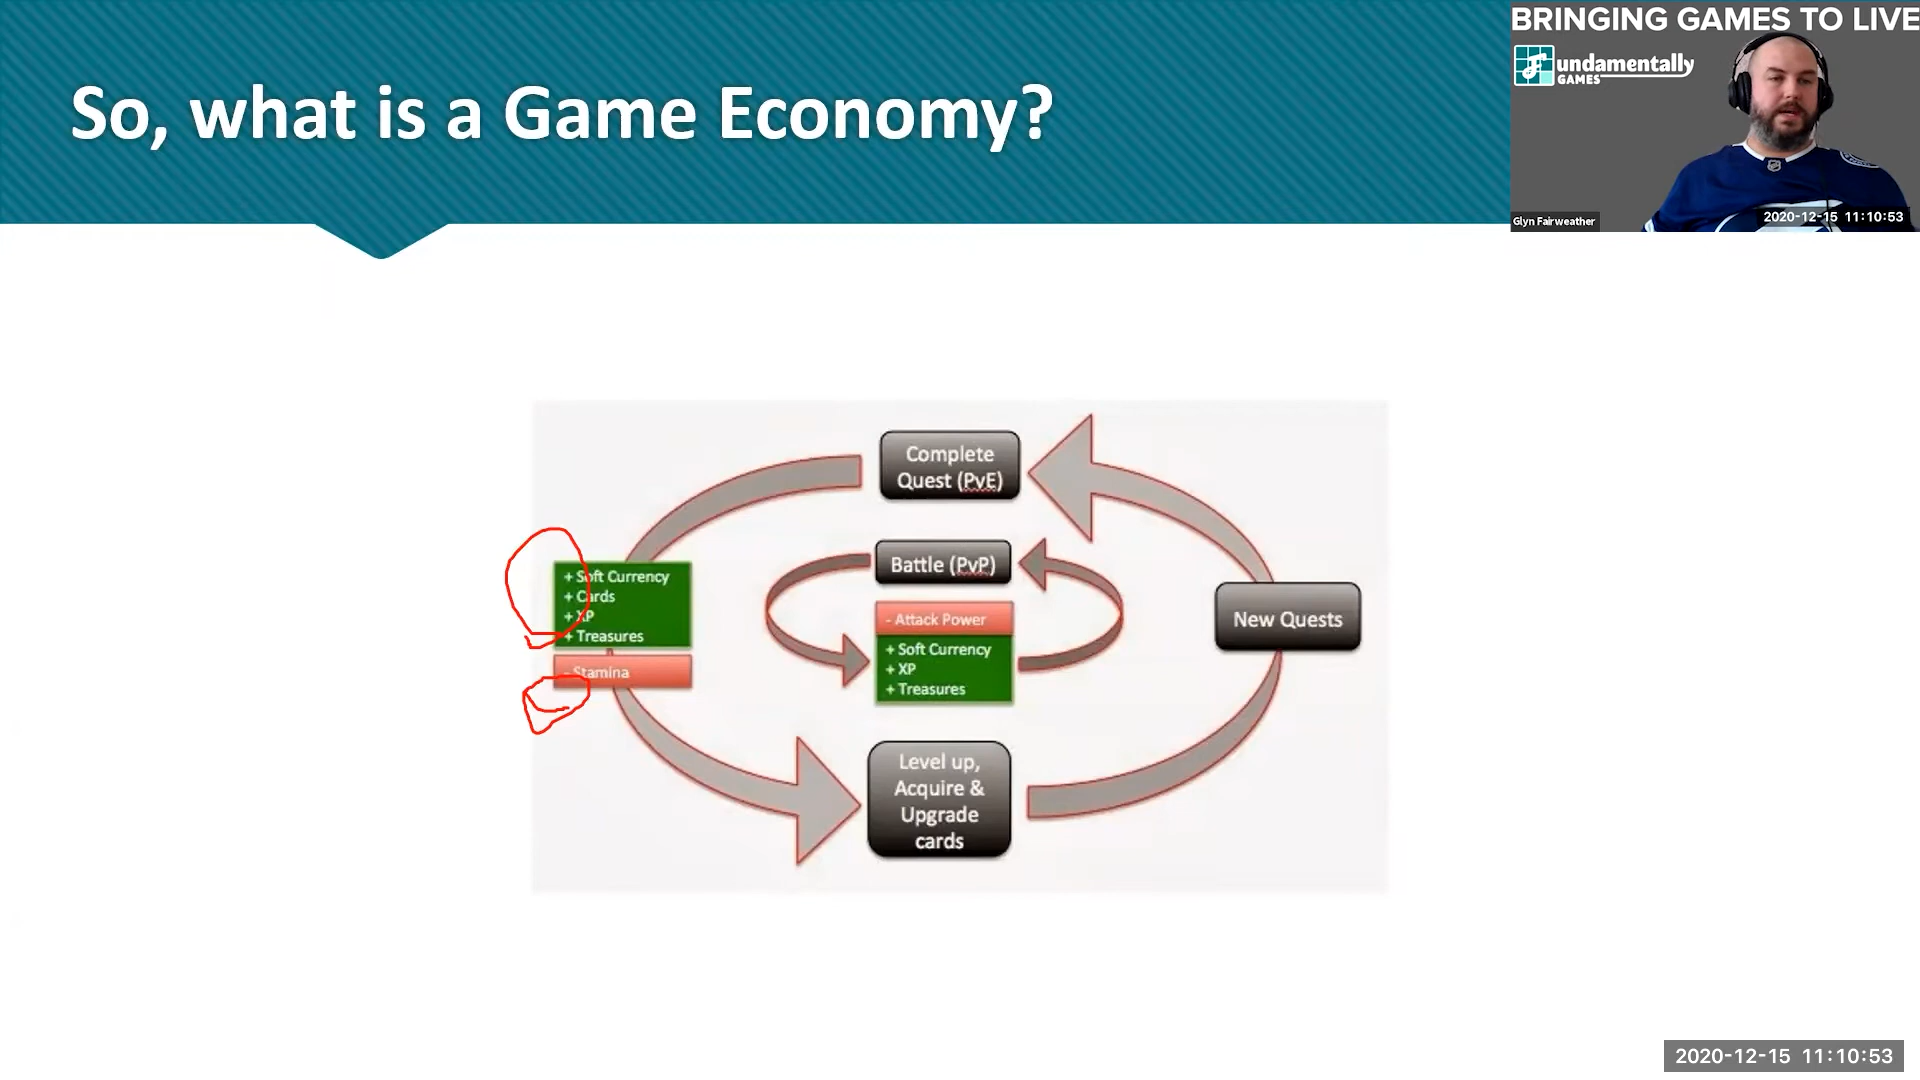 So, what is a Game Economy?
BRINGING GAMES TO LIVE
Fundamentally
GAMES
Glyn Fairweather
2020-12-15 11:10:53
Complete
Quest (PvE)
+ Soft Currency
+ Cards
+ XP
+ Treasures
- Stamina
Battle (PvP)
- Attack Power
+ Soft Currency
+ XP
+ Treasures
New Quests
Level up,
Acquire &
Upgrade
cards
2020-12-15 11:10:53